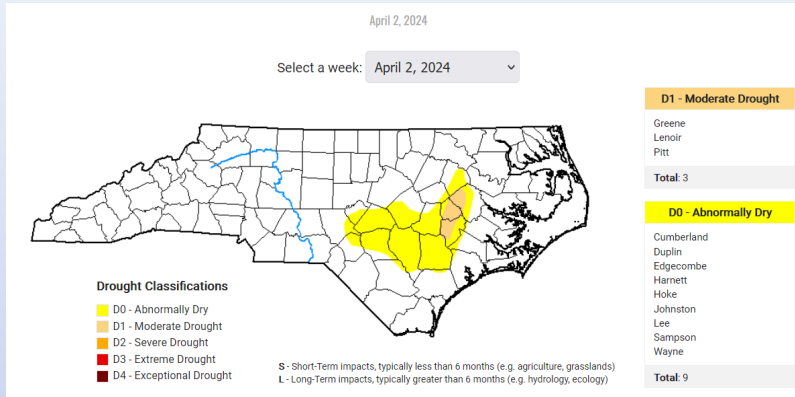 April 2, 2024
Select a week: April 2, 2024
D1 - Moderate Drought
Greene
Lenoir
Pitt
Total: 3
D0 - Abnormally Dry
Cumberland
Duplin
Edgecombe
Harnett
Hoke
Johnston
Lee
Sampson
Wayne
Total: 9
Drought Classifications
D0 - Abnormally Dry
D1 - Moderate Drought
D2 - Severe Drought
D3 - Extreme Drought
D4 - Exceptional Drought
S - Short-Term impacts, typically less than 6 months (e.g. agriculture, grasslands)
L - Long-Term impacts, typically greater than 6 months (e.g. hydrology, ecology)